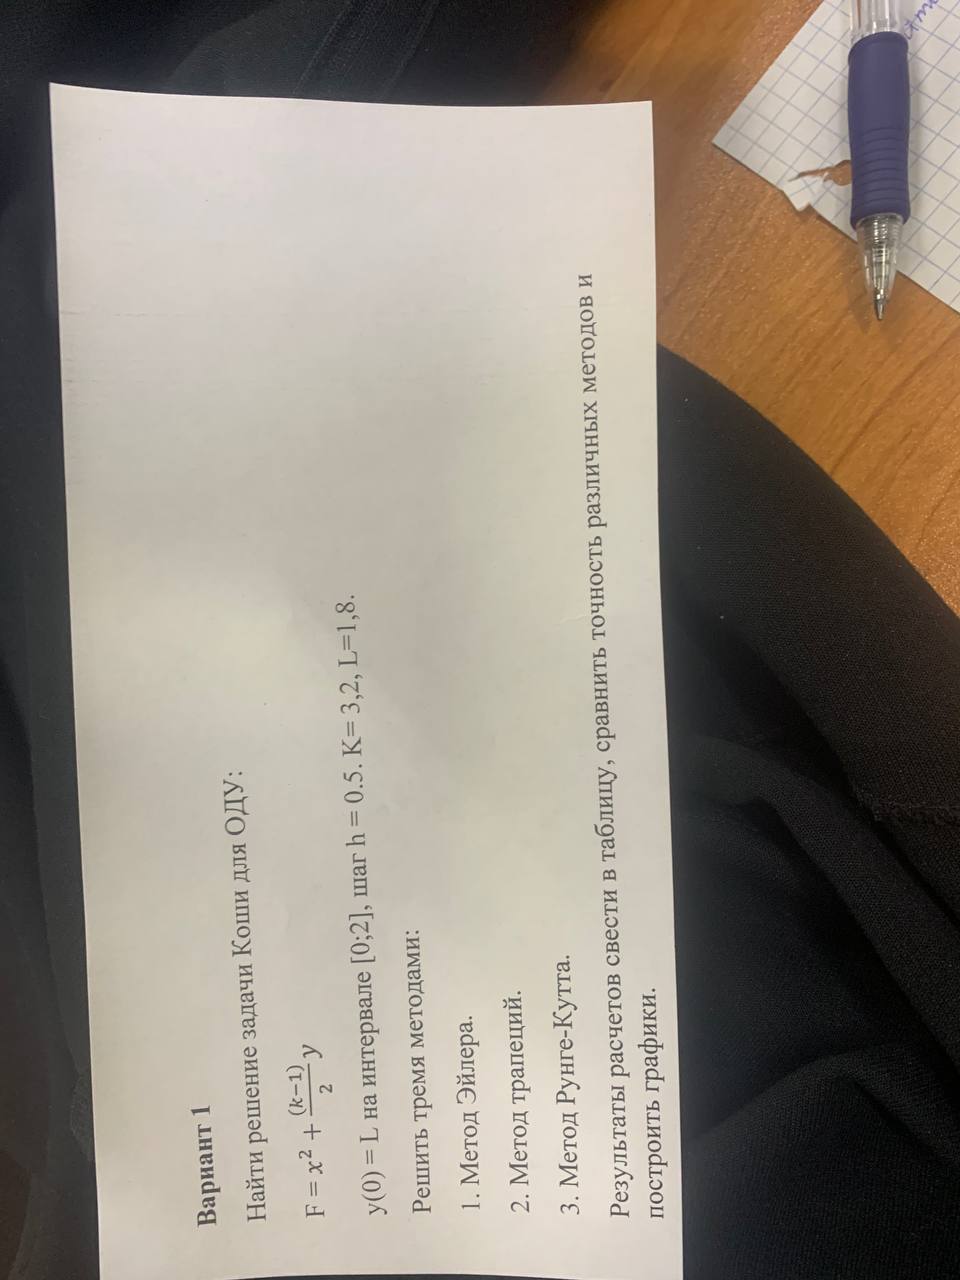 Вариант 1
Найти решение задачи Коши для ОДУ:
F = x² + (k−1)/2 y
y(0) = L на интервале [0;2], шаг h = 0.5. K= 3,2, L=1,8.
Решить тремя методами:
1. Метод Эйлера.
2. Метод трапеций.
3. Метод Рунге-Кутта.
Результаты расчетов свести в таблицу, сравнить точность различных методов и
построить графики.